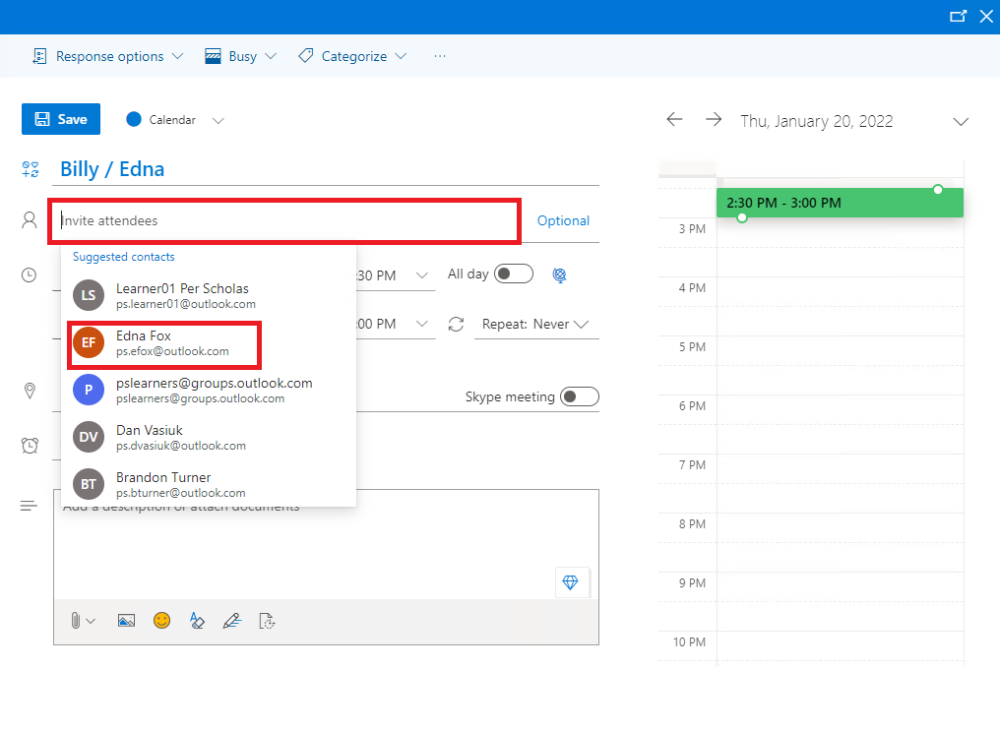 Response options
Busy
Categorize
...
Save
Calendar
Thu, January 20, 2022
Billy / Edna
Invite attendees
Optional
Suggested contacts
LS
Learner01 Per Scholas
ps.learner01@outlook.com
EF
Edna Fox
ps.efox@outlook.com
P
pslearners@groups.outlook.com
pslearners@groups.outlook.com
DV
Dan Vasiuk
ps.dvasiuk@outlook.com
BT
Brandon Turner
ps.bturner@outlook.com
:30 PM
All day
:00 PM
Repeat: Never
Skype meeting
Add a description or attach documents
2:30 PM - 3:00 PM
3 PM
4 PM
5 PM
6 PM
7 PM
8 PM
9 PM
10 PM